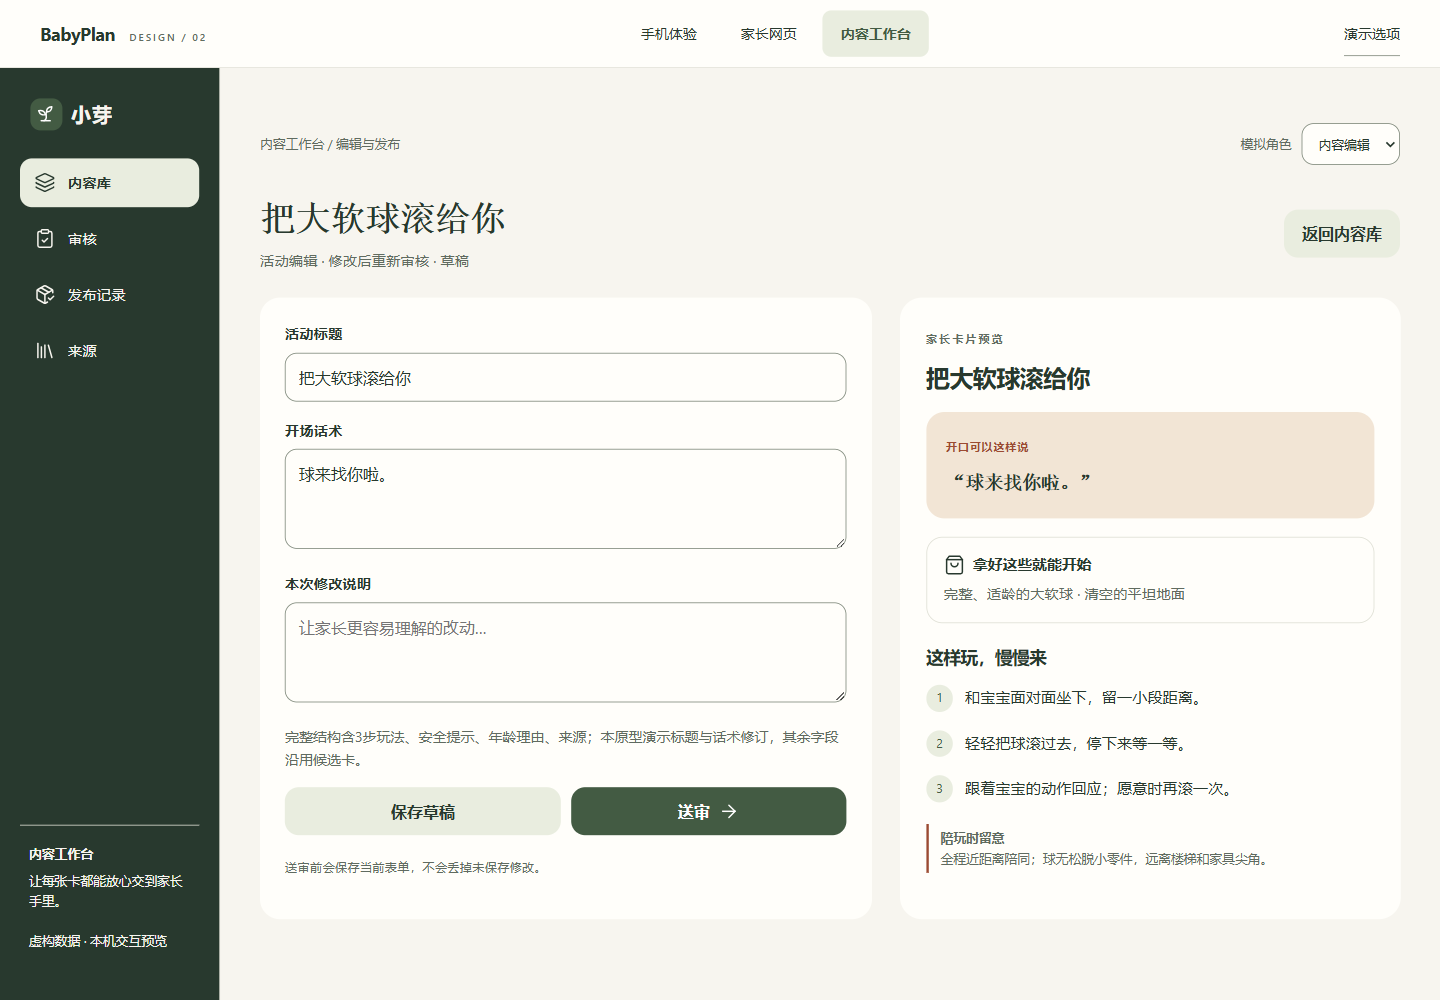 BabyPlan DESIGN / 02
手机体验
家长网页
内容工作台
演示选项
小芽
内容库
审核
发布记录
来源
内容工作台
让每张卡都能放心交到家长
手里。
虚构数据 · 本机交互预览
内容工作台 / 编辑与发布
模拟角色
内容编辑
把大软球滚给你
活动编辑 · 修改后重新审核 · 草稿
返回内容库
活动标题
把大软球滚给你
开场话术
球来找你啦。
本次修改说明
让家长更容易理解的改动...
完整结构含3步玩法、安全提示、年龄理由、来源；本原型演示标题与话术修订，其余字段
沿用候选卡。
保存草稿
送审 →
送审前会保存当前表单，不会丢掉未保存修改。
家长卡片预览
把大软球滚给你
开口可以这样说
“球来找你啦。”
拿好这些就能开始
完整、适龄的大软球 · 清空的平坦地面
这样玩，慢慢来
1 和宝宝面对面坐下，留一小段距离。
2 轻轻把球滚过去，停下来等一等。
3 跟着宝宝的动作回应；愿意时再滚一次。
陪玩时留意
全程近距离陪同；球无松脱小零件，远离楼梯和家具尖角。